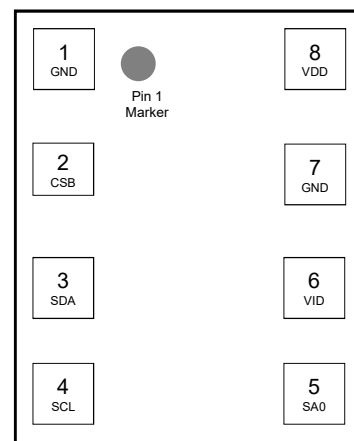 1
GND
Pin 1
Marker
8
VDD
2
CSB
7
GND
3
SDA
6
VID
4
SCL
5
SA0